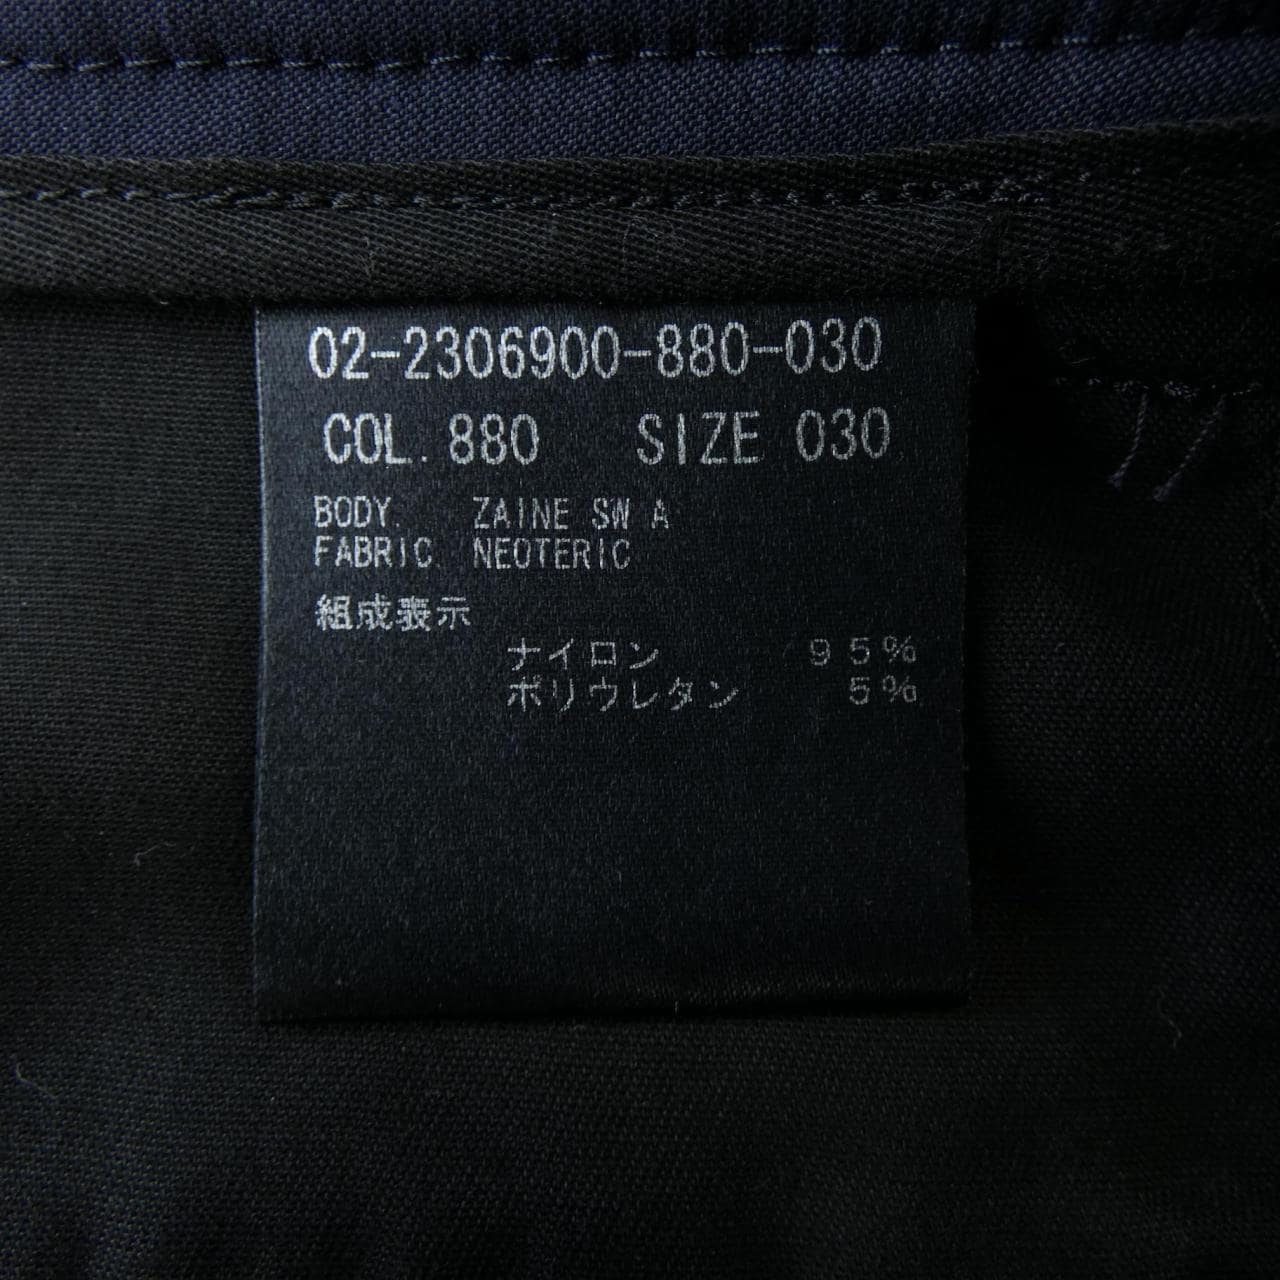 02-2306900-880-030
COL. 880 SIZE 030
BODY. ZAINE SW A
FABRIC NEOTERIC
組成表示
ナイロン 95%
ポリウレタン 5%